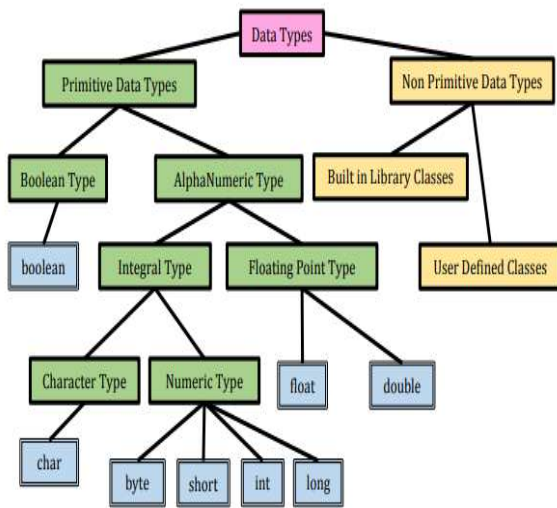 Data Types
Primitive Data Types
Non Primitive Data Types
Boolean Type
AlphaNumeric Type
Built in Library Classes
boolean
Integral Type
Floating Point Type
User Defined Classes
Character Type
Numeric Type
float
double
char
byte
short
int
long